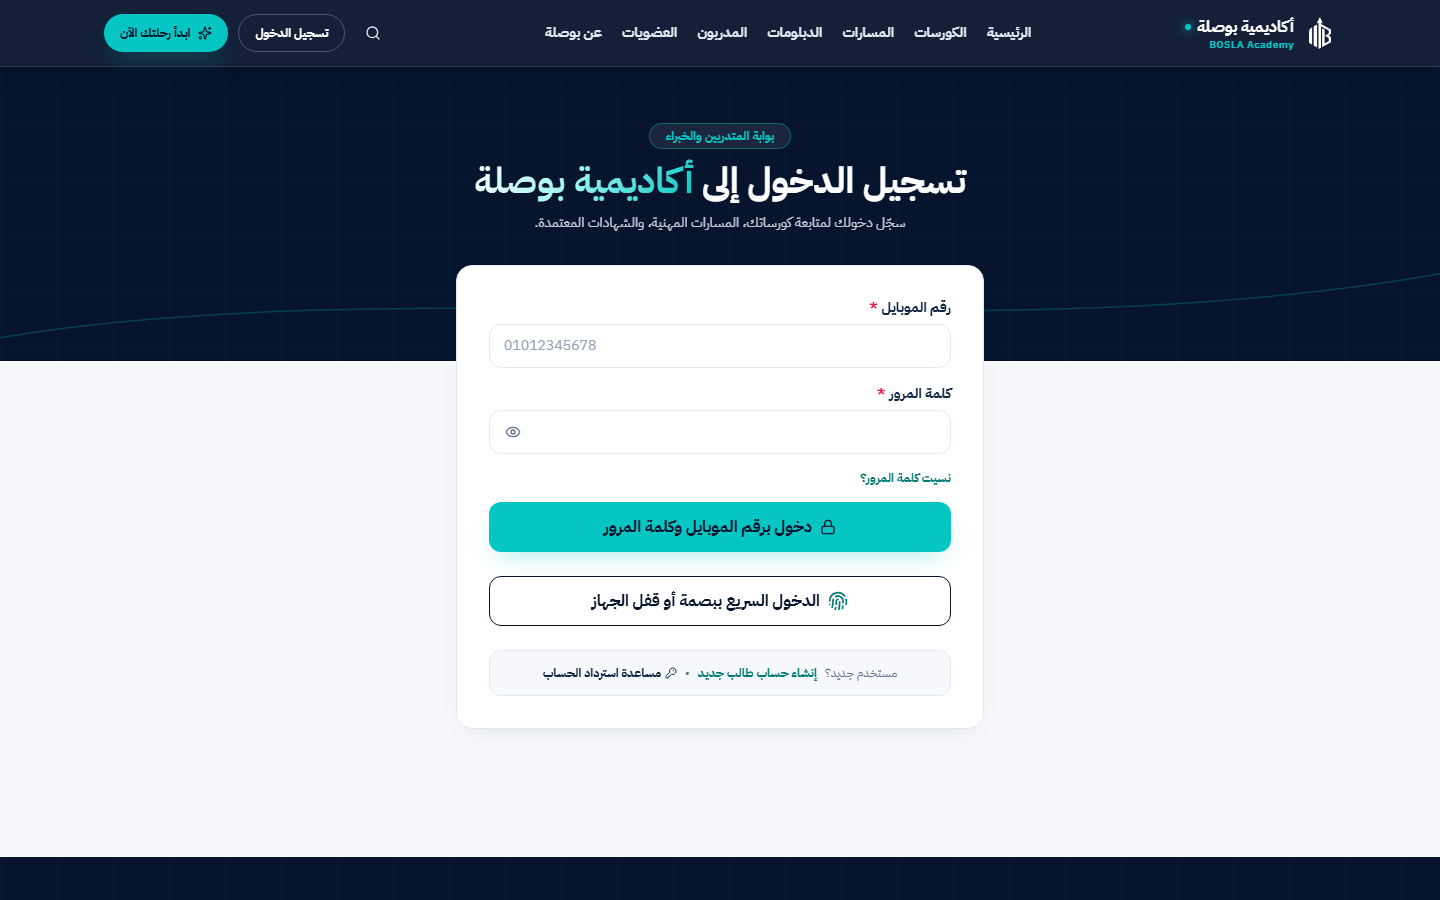 أكاديمية بوصلة
BOSLA Academy
الرئيسية
الكورسات
المسارات
الدبلومات
المدربون
العضويات
عن بوصلة
تسجيل الدخول
ابدأ رحلتك الآن
بوابة المتدربين والخبراء
تسجيل الدخول إلى أكاديمية بوصلة
سجّل دخولك لمتابعة كورساتك، المسارات المهنية، والشهادات المعتمدة.
رقم الموبايل *
01012345678
كلمة المرور *
نسيت كلمة المرور؟
دخول برقم الموبايل وكلمة المرور
الدخول السريع ببصمة أو قفل الجهاز
مستخدم جديد؟ إنشاء حساب طالب جديد • مساعدة استرداد الحساب